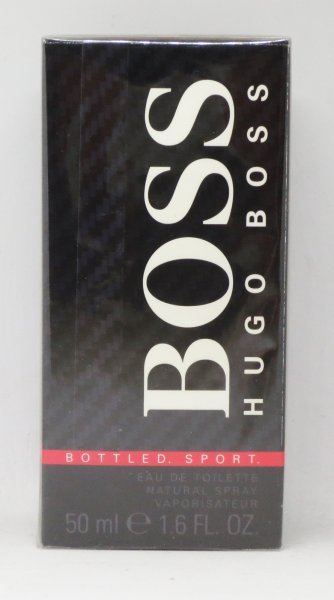 BOSS
HUGO BOSS
BOTTLED. SPORT.
EAU DE TOILETTE
NATURAL SPRAY
VAPORISATEUR
50 ml ℮ 1.6 FL. OZ.